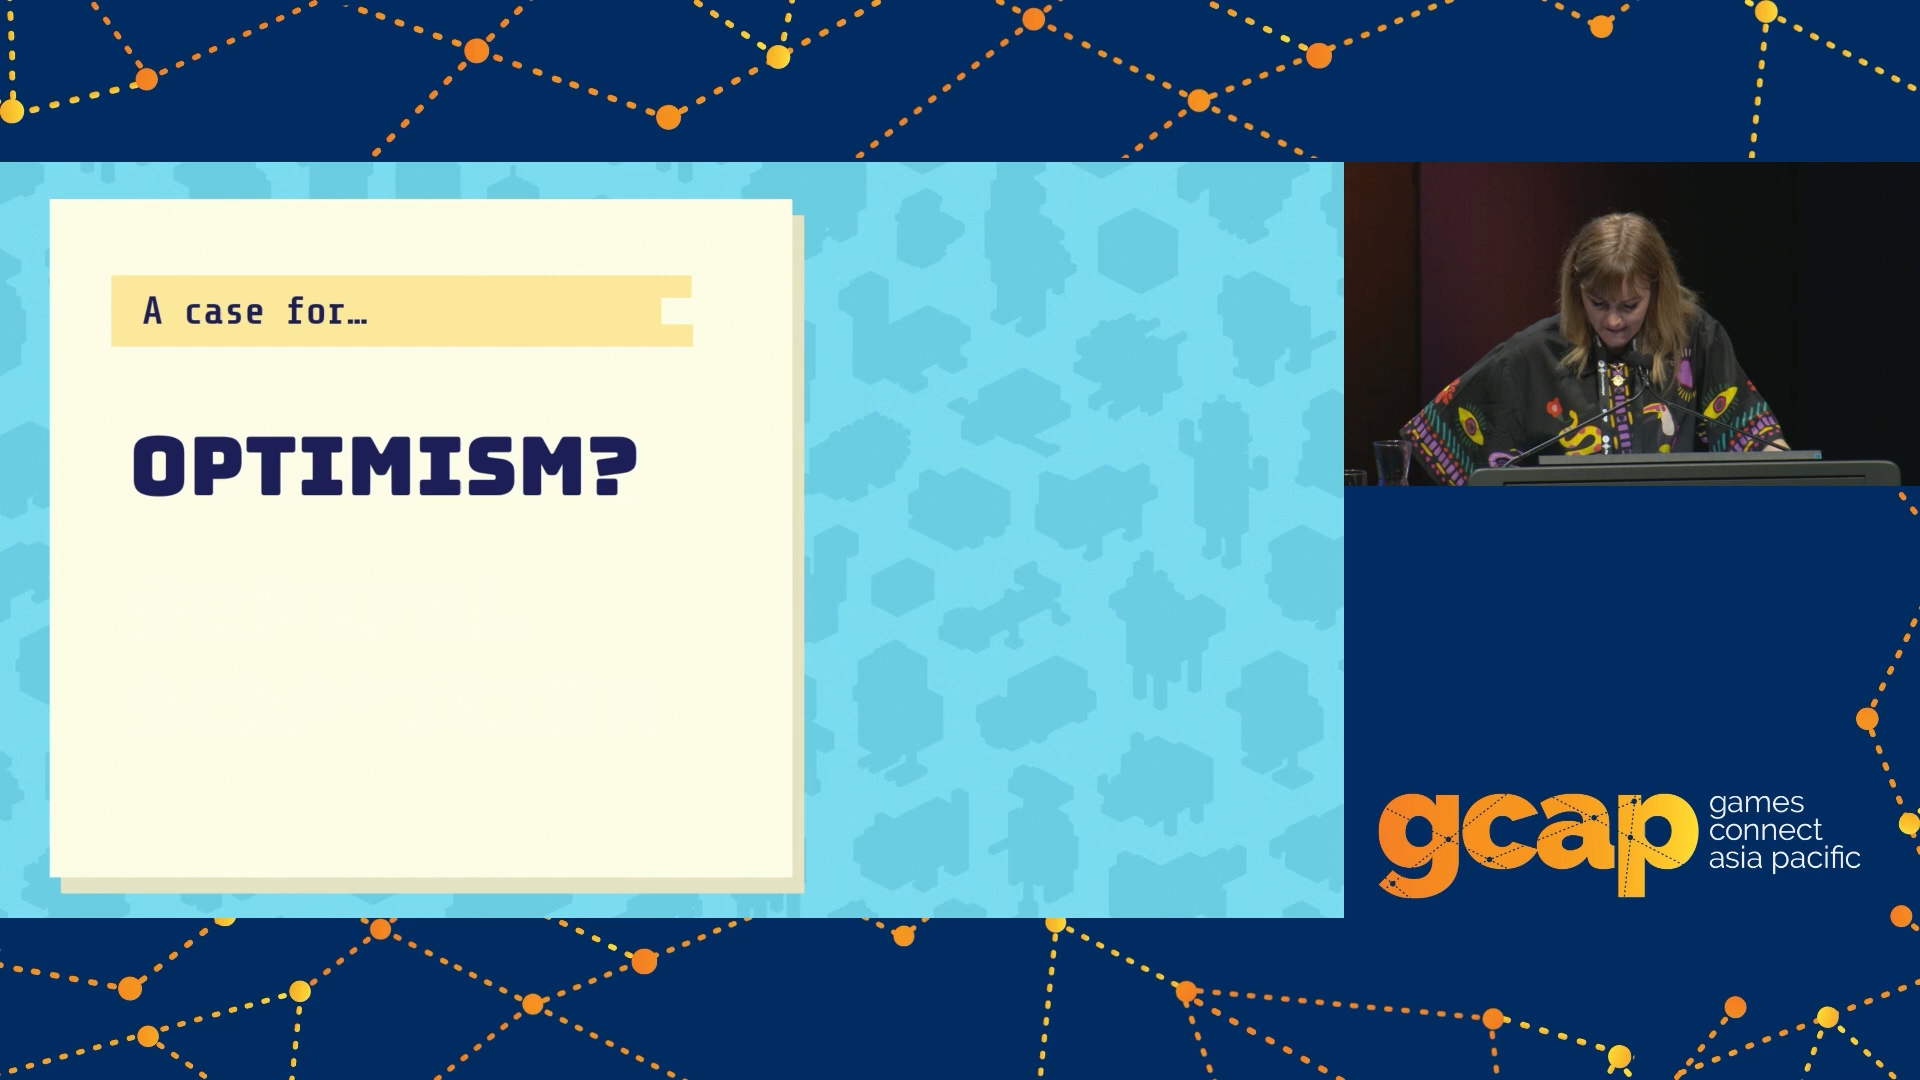 A case for…
OPTIMISM?
gcap
games
connect
asia pacific